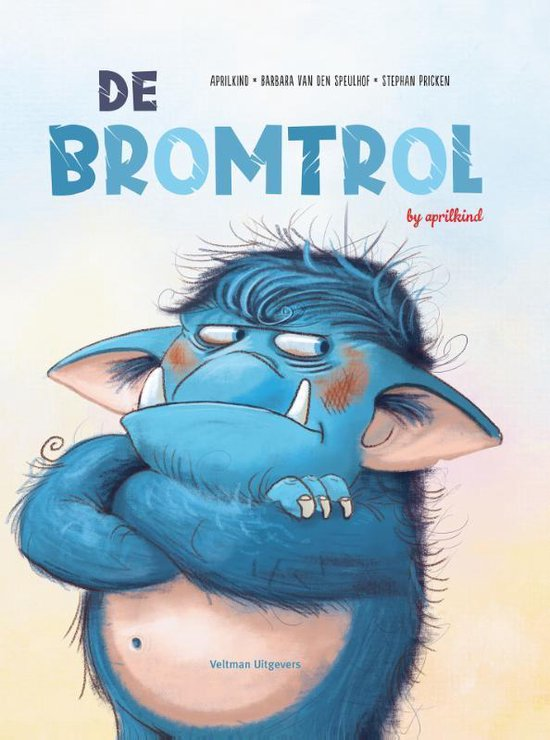 DE
APRILKIND • BARBARA VAN DEN SPEULHOF • STEPHAN PRICKEN
BROMTROL
by aprilkind
Veltman Uitgevers